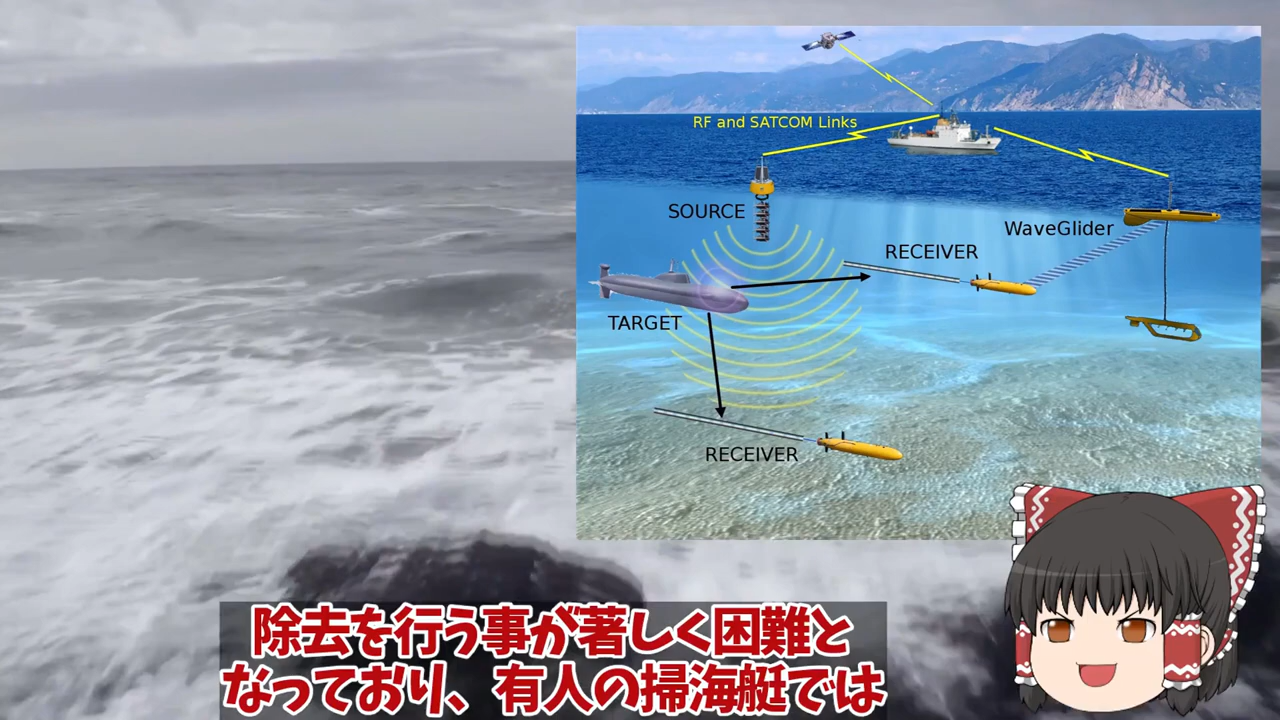 RF and SATCOM Links
SOURCE
WaveGlider
RECEIVER
TARGET
RECEIVER
除去を行う事が著しく困難と
なっており、有人の掃海艇では